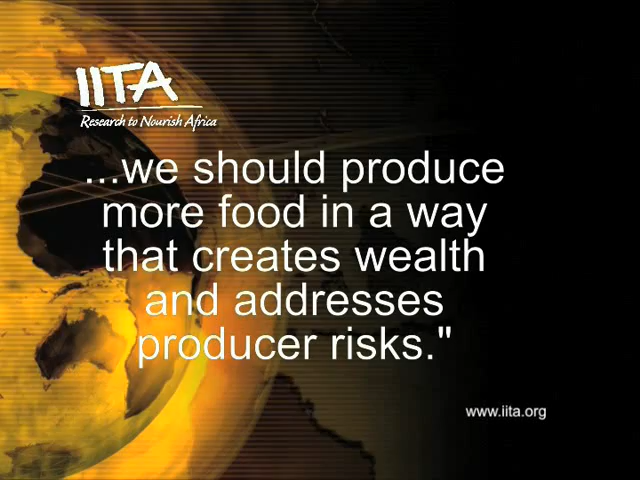 IITA
Research to Nourish Africa
...we should produce
more food in a way
that creates wealth
and addresses
producer risks."
www.iita.org